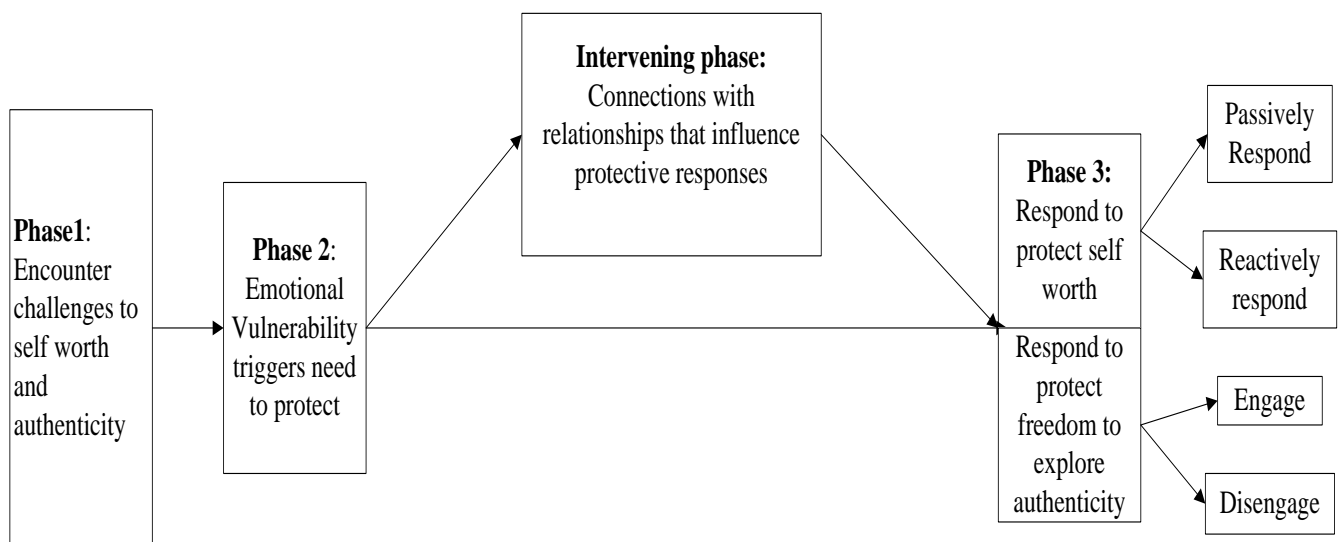 Phase1:
Encounter
challenges to
self worth
and
authenticity
Phase 2:
Emotional
Vulnerability
triggers need
to protect
Intervening phase:
Connections with
relationships that influence
protective responses
Phase 3:
Respond to
protect self
worth
Respond to
protect
freedom to
explore
authenticity
Passively
Respond
Reactively
respond
Engage
Disengage